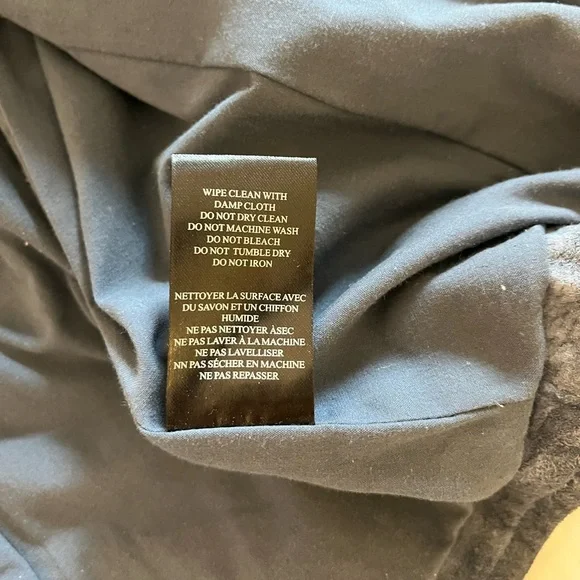 WIPE CLEAN WITH
DAMP CLOTH
DO NOT DRY CLEAN
DO NOT MACHINE WASH
DO NOT BLEACH
DO NOT TUMBLE DRY
DO NOT IRON
NETTOYER LA SURFACE AVEC
DU SAVON ET UN CHIFFON
HUMIDE
NE PAS NETTOYER ÀSEC
NE PAS LAVER À LA MACHINE
NE PAS LAVELLISER
NN PAS SÉCHER EN MACHINE
NE PAS REPASSER